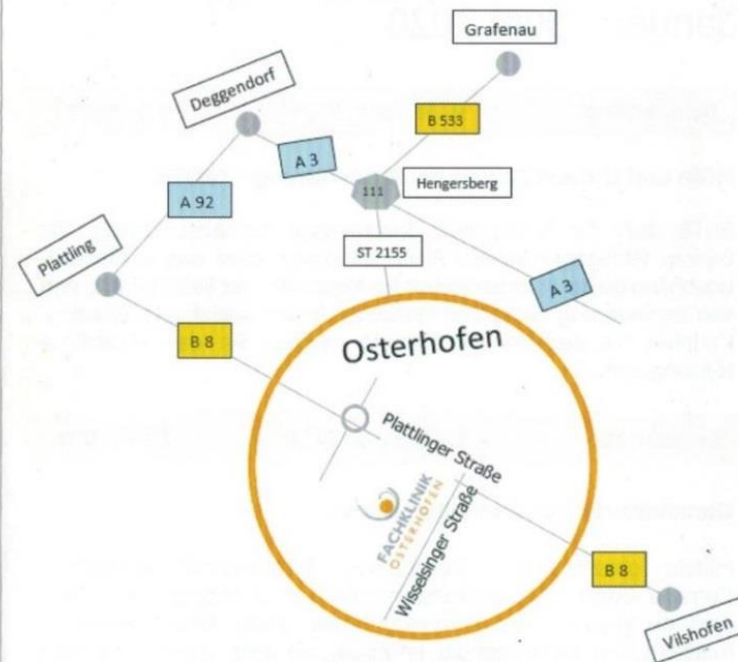 Grafenau
Deggendorf
B 533
A 3
111
Hengersberg
A 92
ST 2155
Plattling
A 3
B 8
Osterhofen
Plattlinger Straße
FACHKLINIK
OSTERHOFEN
Wisselsinger Straße
B 8
Vilshofen